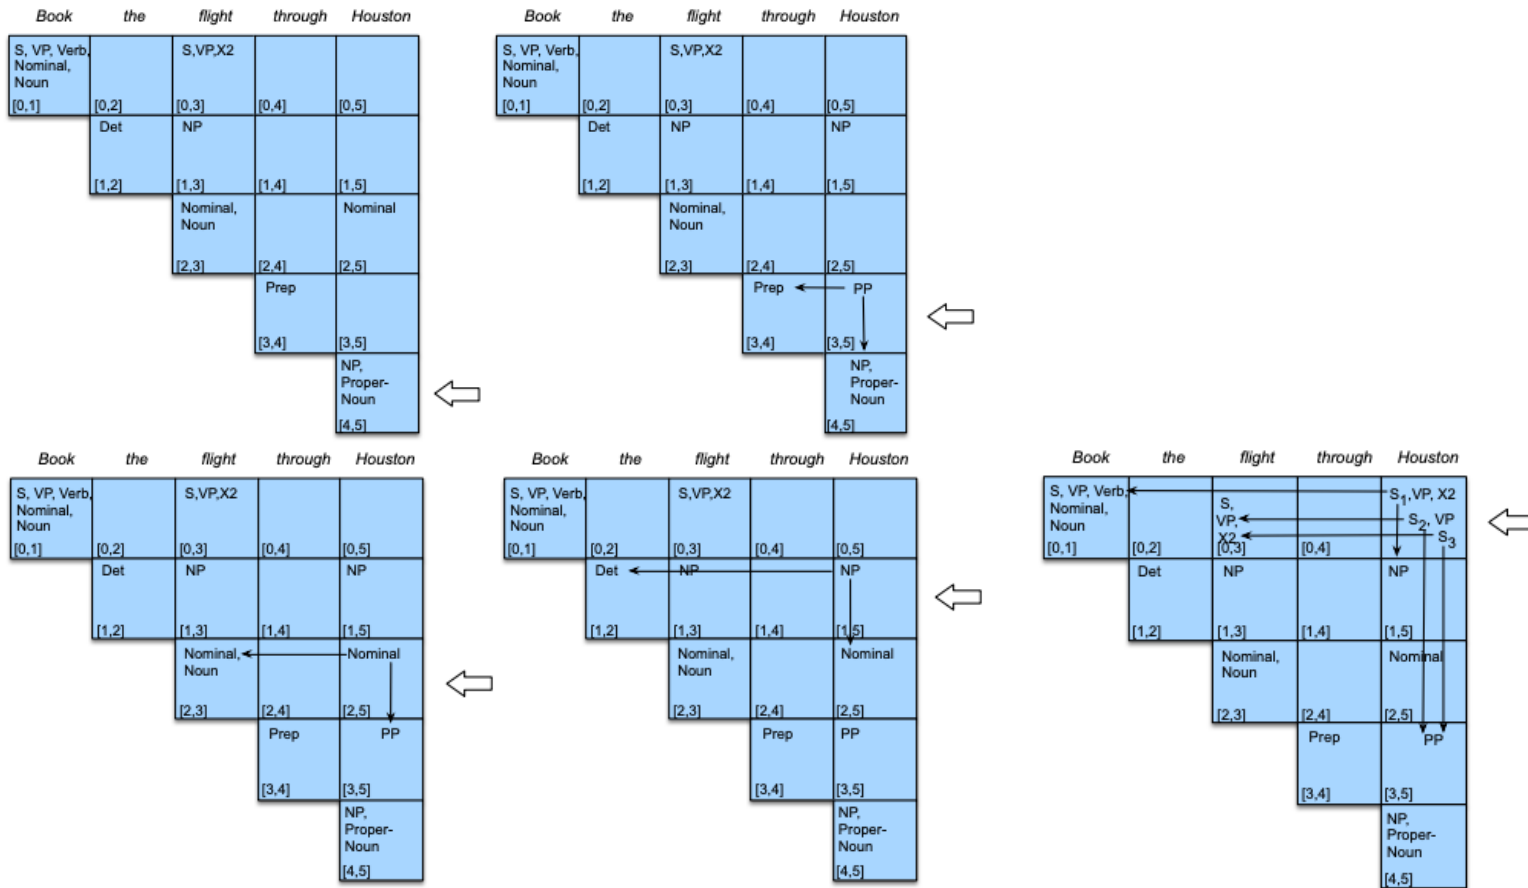 Book the flight through Houston
S, VP, Verb,
Nominal,
Noun
[0,1]
[0,2]
S,VP,X2
[0,3]
[0,4]
[0,5]
Det
[1,2]
NP
[1,3]
[1,4]
[1,5]
Nominal,
Noun
[2,3]
[2,4]
Nominal
[2,5]
Prep
[3,4]
[3,5]
NP,
Proper-
Noun
[4,5]
Book the flight through Houston
S, VP, Verb,
Nominal,
Noun
[0,1]
[0,2]
S,VP,X2
[0,3]
[0,4]
[0,5]
Det
[1,2]
NP
[1,3]
[1,4]
NP
[1,5]
Nominal,
Noun
[2,3]
[2,4]
[2,5]
Prep
[3,4]
PP
[3,5]
NP,
Proper-
Noun
[4,5]
Book the flight through Houston
S, VP, Verb,
Nominal,
Noun
[0,1]
[0,2]
S,VP,X2
[0,3]
[0,4]
[0,5]
Det
[1,2]
NP
[1,3]
[1,4]
NP
[1,5]
Nominal,
Noun
[2,3]
[2,4]
Nominal
[2,5]
Prep
[3,4]
PP
[3,5]
NP,
Proper-
Noun
[4,5]
Book the flight through Houston
S, VP, Verb,
Nominal,
Noun
[0,1]
[0,2]
S,VP,X2
[0,3]
[0,4]
[0,5]
Det
[1,2]
NP
[1,3]
[1,4]
NP
[1,5]
Nominal,
Noun
[2,3]
[2,4]
Nominal
[2,5]
Prep
[3,4]
PP
[3,5]
NP,
Proper-
Noun
[4,5]
Book the flight through Houston
S, VP, Verb,
Nominal,
Noun
[0,1]
[0,2]
S,
VP,
X2
[0,3]
[0,4]
S1,VP, X2
S2, VP
S3
Det
[1,2]
NP
[1,3]
[1,4]
NP
[1,5]
Nominal,
Noun
[2,3]
[2,4]
Nominal
[2,5]
Prep
[3,4]
PP
[3,5]
NP,
Proper-
Noun
[4,5]